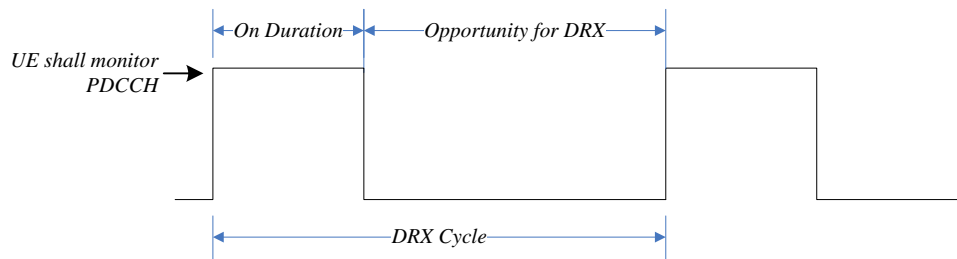 On Duration
Opportunity for DRX
UE shall monitor
PDCCH
DRX Cycle